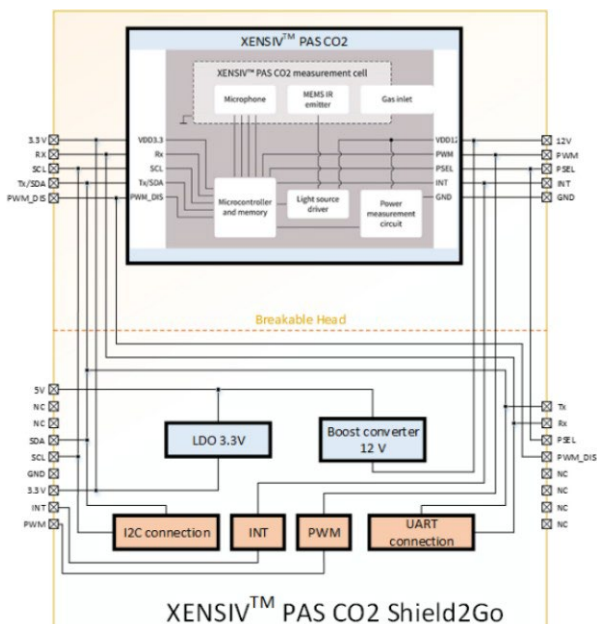 XENSIV™ PAS CO2
XENSIV™ PAS CO2 measurement cell
Microphone
MEMS IR
emitter
Gas inlet
3.3 V
RX
SCL
Tx/SDA
PWM_DIS
VDD3.3
Rx
SCL
Tx/SDA
PWM_DIS
Microcontroller
and memory
Light source
driver
Power
measurement
circuit
VDD12
PWM
PSEL
INT
GND
12V
PWM
PSEL
INT
GND
Breakable Head
5V
NC
NC
SDA
SCL
GND
3.3 V
INT
PWM
LDO 3.3V
Boost converter
12 V
Tx
Rx
PSEL
PWM_DIS
NC
NC
NC
NC
I2C connection
INT
PWM
UART
connection
XENSIV™ PAS CO2 Shield2Go